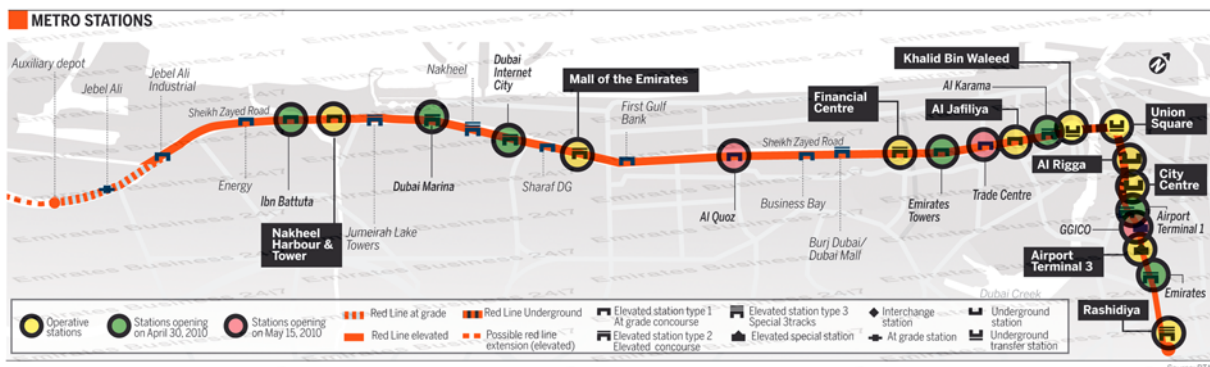 METRO STATIONS
Auxiliary depot
Jebel Ali
Jebel Ali
Industrial
Sheikh Zayed Road
Energy
Ibn Battuta
Nakheel
Harbour &
Tower
Jumeirah Lake
Towers
Dubai Marina
Nakheel
Dubai
Internet
City
Sharaf DG
Mall of the Emirates
First Gulf
Bank
Al Quoz
Sheikh Zayed Road
Business Bay
Burj Dubai/
Dubai Mall
Financial
Centre
Emirates
Towers
Trade Centre
Al Jafiliya
Al Karama
Khalid Bin Waleed
Union
Square
Al Rigga
City
Centre
Airport
Terminal 1
GGICO
Airport
Terminal 3
Emirates
Rashidiya
Dubai Creek
Operative
stations
Stations opening
on April 30, 2010
Stations opening
on May 15, 2010
Red Line at grade
Red Line elevated
Red Line Underground
Possible red line
extension (elevated)
Elevated station type 1
At grade concourse
Elevated station type 2
Elevated concourse
Elevated station type 3
Special 3tracks
Elevated special station
Interchange
station
At grade station
Underground
station
Underground
transfer station
Emirates Business 24|7